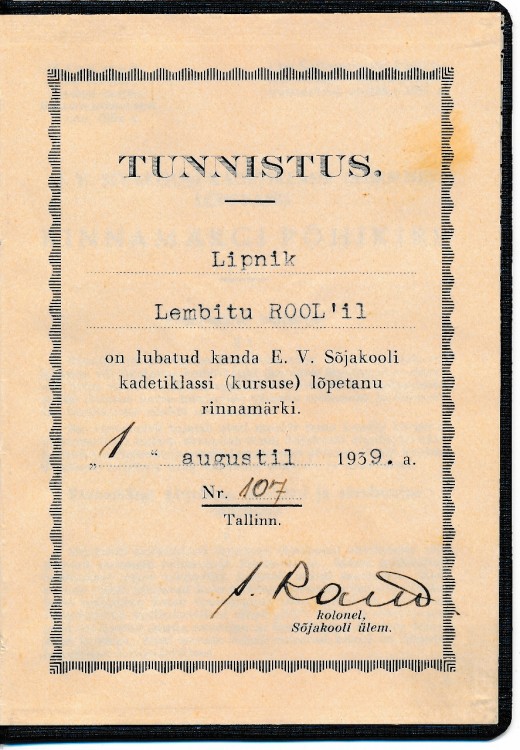 TUNNISTUS.
Lipnik
Lembitu ROOL'il
on lubatud kanda E. V. Sõjakooli
kadetiklassi (kursuse) lõpetanu
rinnamärki.
„1“ augustil 1939. a.
Nr. 107
Tallinn.
kolonel,
Sõjakooli ülem.